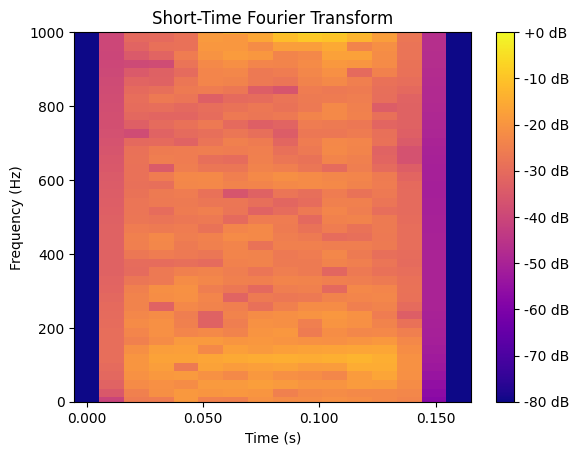 Short-Time Fourier Transform
1000
800
600
400
200
0
Frequency (Hz)
0.000
0.050
0.100
0.150
Time (s)
+0 dB
-10 dB
-20 dB
-30 dB
-40 dB
-50 dB
-60 dB
-70 dB
-80 dB